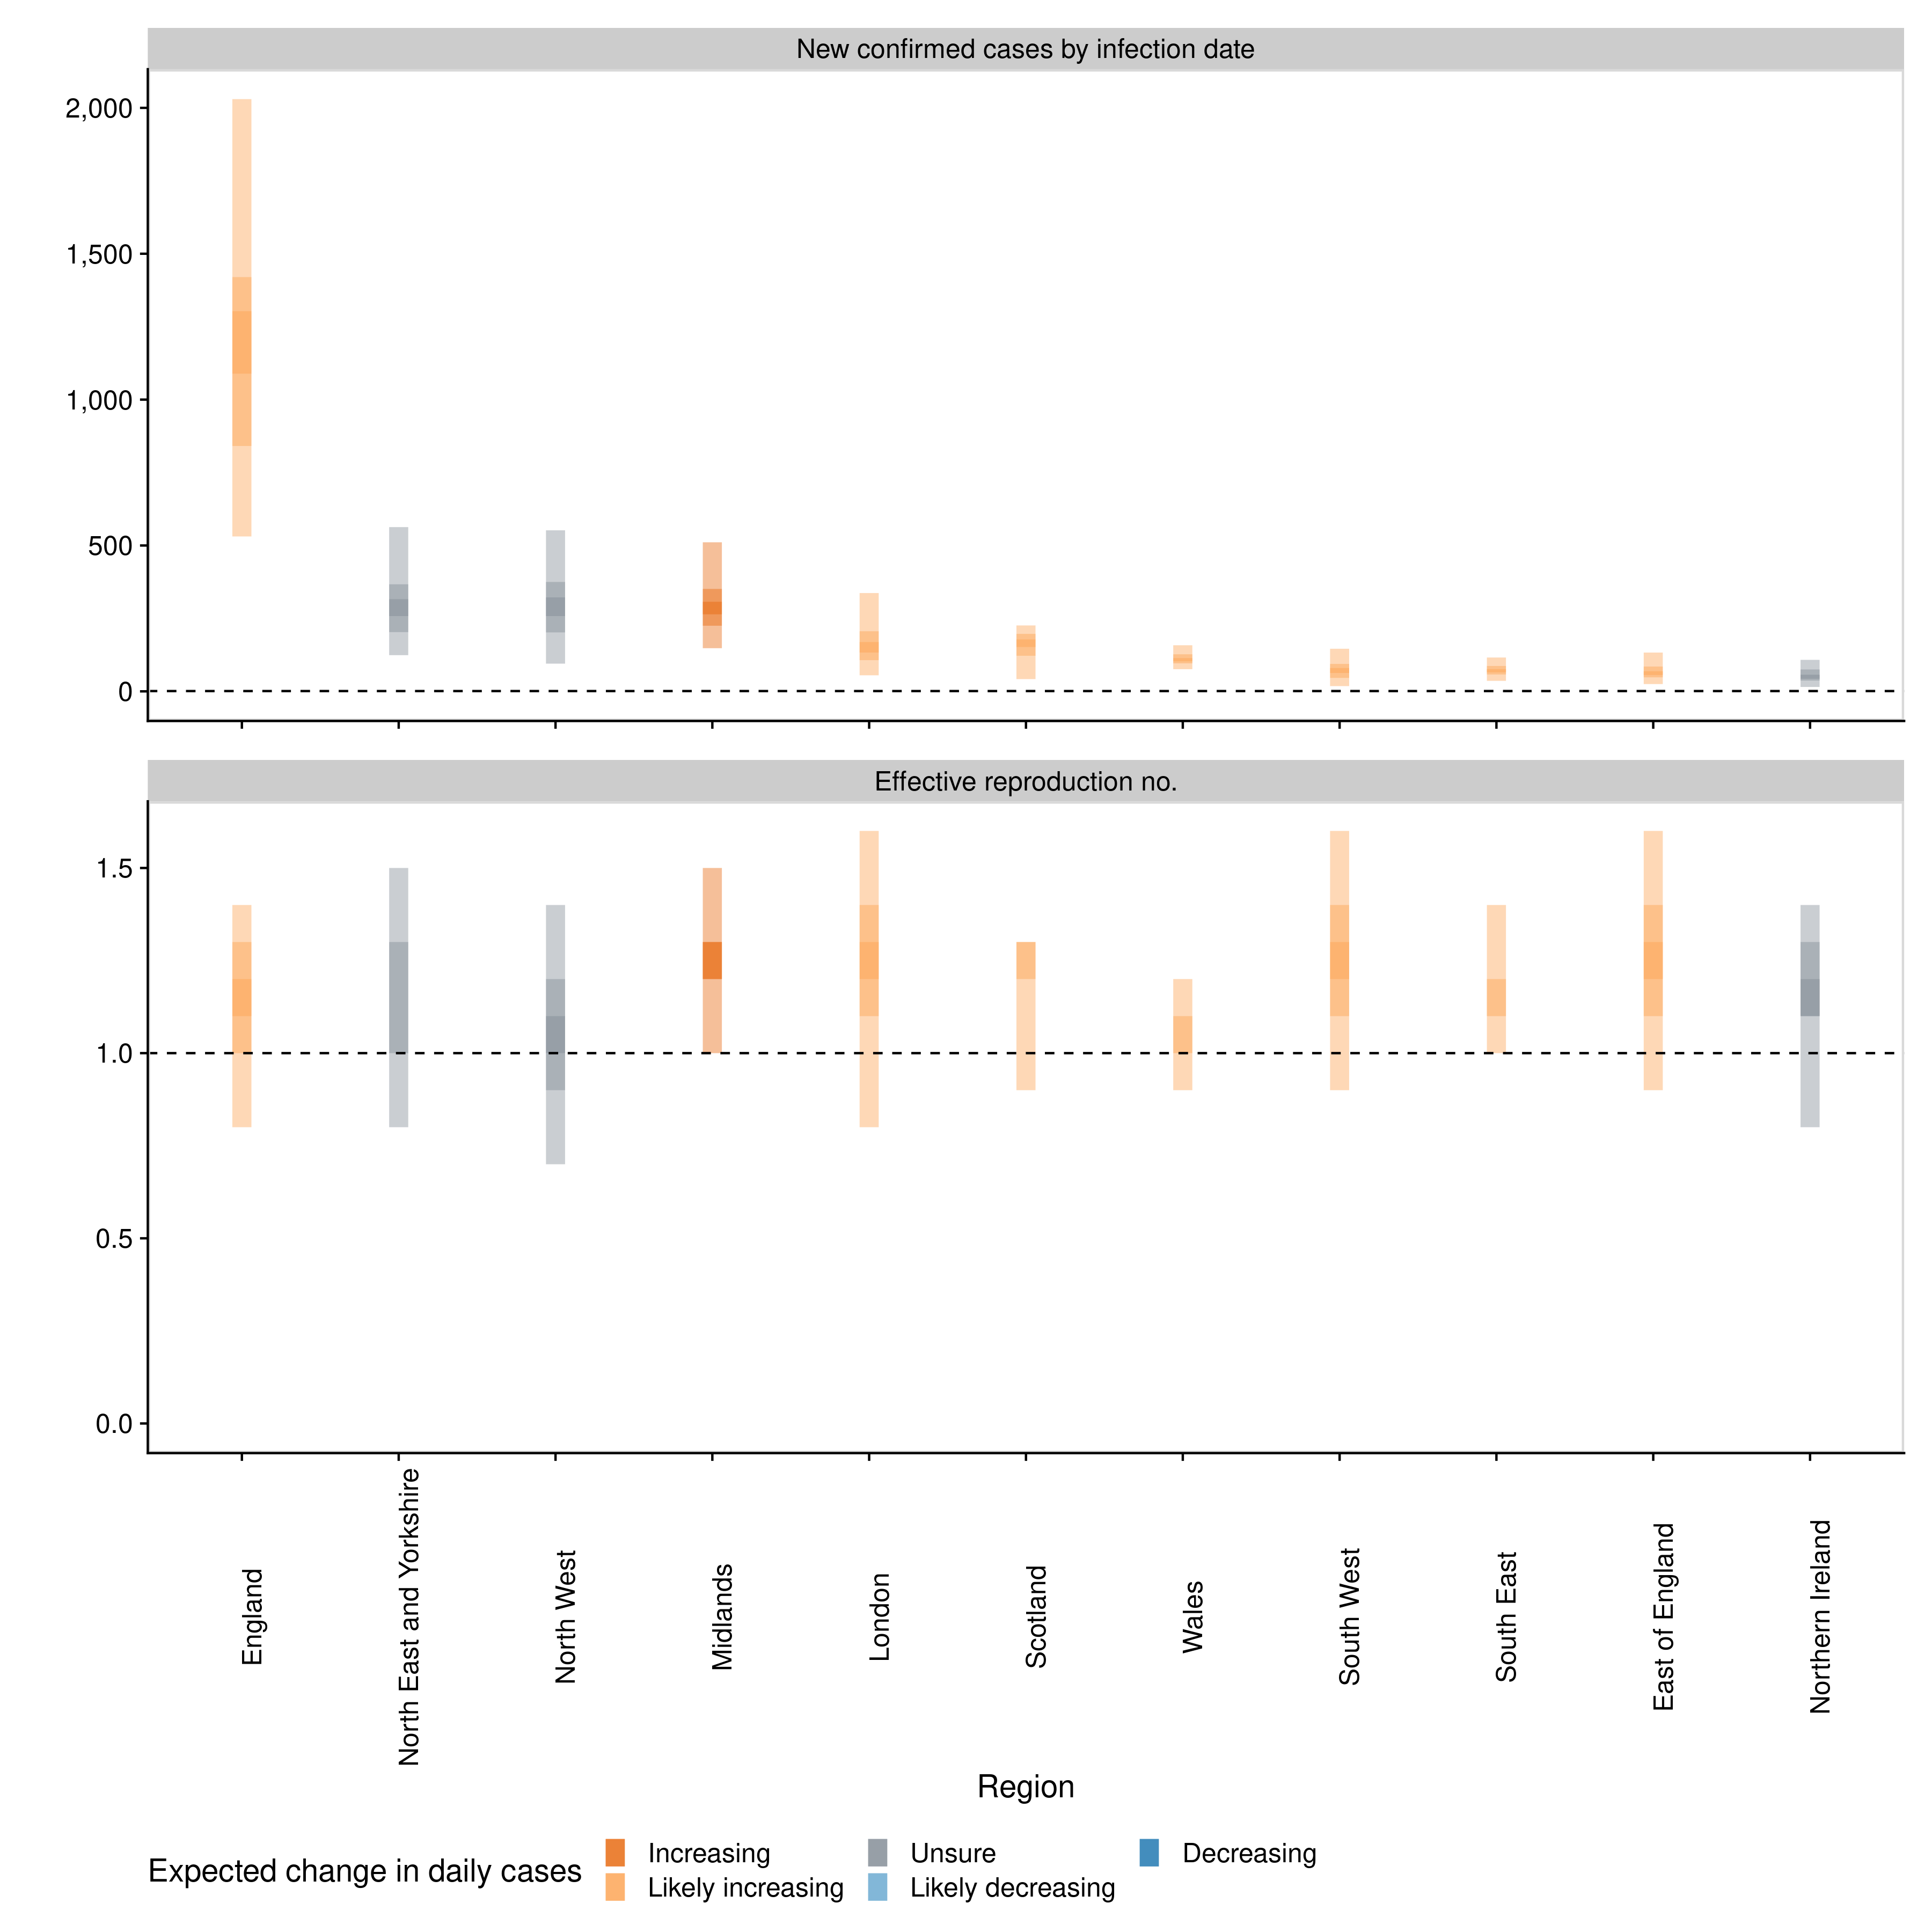 New confirmed cases by infection date
2,000
1,500
1,000
500
0
Effective reproduction no.
1.5
1.0
0.5
0.0
England
North East and Yorkshire
North West
Midlands
London
Scotland
Wales
South West
South East
East of England
Northern Ireland
Region
Expected change in daily cases
Increasing
Likely increasing
Unsure
Likely decreasing
Decreasing